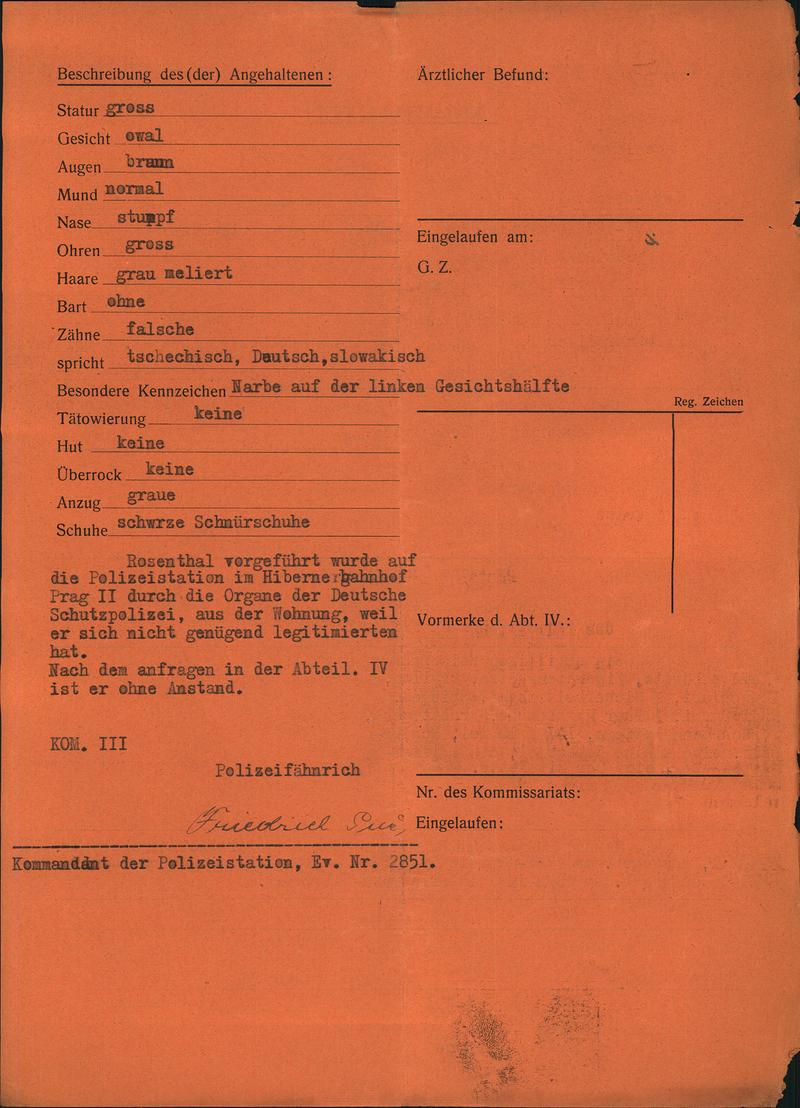 Beschreibung des(der) Angehaltenen :
Statur gross
Gesicht owal
Augen braun
Mund normal
Nase stumpf
Ohren gross
Haare grau meliert
Bart ohne
Zähne falsche
spricht tschechisch, Deutsch,slowakisch
Besondere Kennzeichen Narbe auf der linken Gesichtshälfte
Tätowierung keine
Hut keine
Überrock keine
Anzug graue
Schuhe schwrze Schnürschuhe
Rosenthal vorgeführt wurde auf
die Polizeistation im Hibernerbahnhof
Prag II durch die Organe der Deutsche
Schutzpolizei, aus der Wohnung, weil
er sich nicht genügend legitimierten
hat.
Nach dem anfragen in der Abteil. IV
ist er ohne Anstand.
KOM. III
Polizeifähnrich
Friedrich
Kommandant der Polizeistation, Ev. Nr. 2851.
Ärztlicher Befund:
Eingelaufen am:
G. Z.
Reg. Zeichen
Vormerke d. Abt. IV.:
Nr. des Kommissariats:
Eingelaufen: